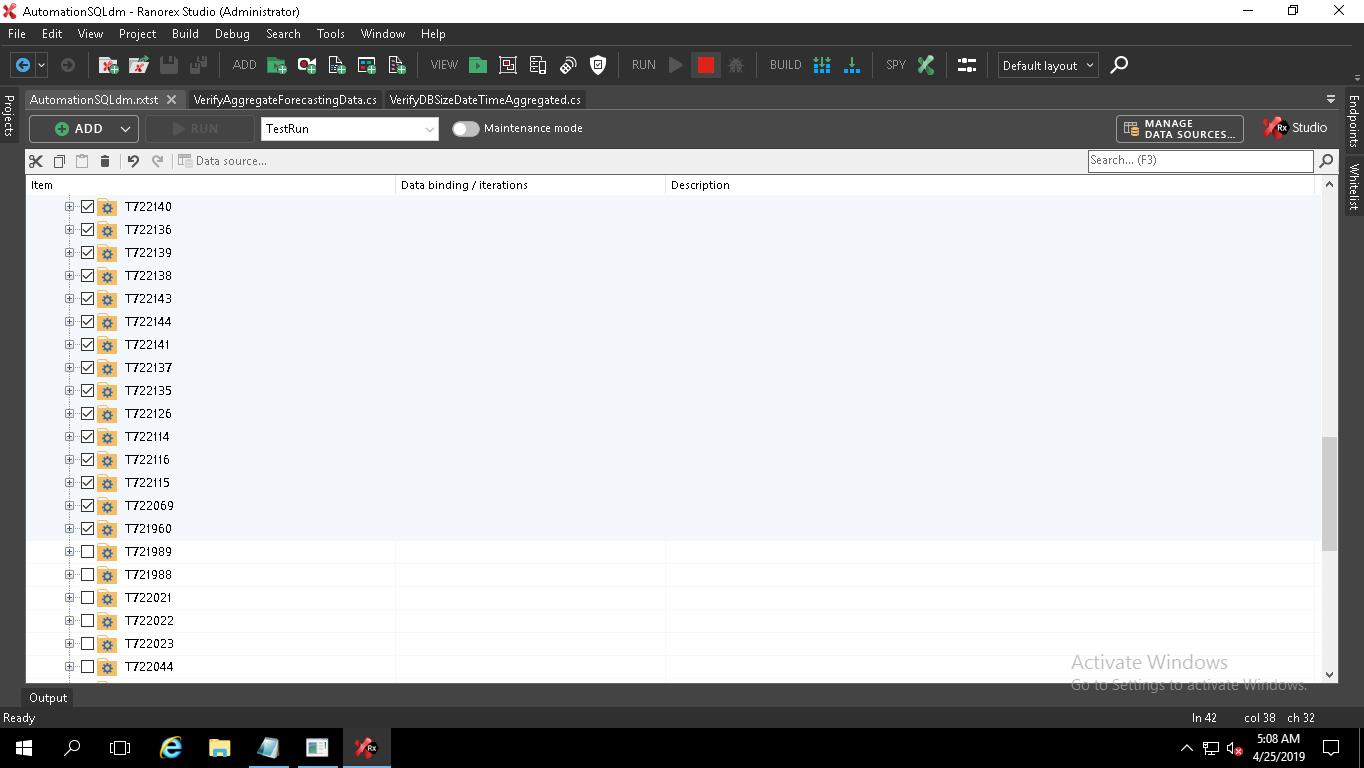 AutomationSQLdm - Ranorex Studio (Administrator)
File Edit View Project Build Debug Search Tools Window Help
ADD VIEW RUN BUILD SPY Default layout
Projects
AutomationSQLdm.rxtst VerifyAggregateForecastingData.cs VerifyDBSizeDateTimeAggregated.cs
Endpoints
Whitelist
ADD RUN TestRun Maintenance mode MANAGE DATA SOURCES... Rx Studio
Data source... Search... (F3)
Item Data binding / iterations Description
T722140
T722136
T722139
T722138
T722143
T722144
T722141
T722137
T722135
T722126
T722114
T722116
T722115
T722069
T721960
T721989
T721988
T722021
T722022
T722023
T722044
Activate Windows
Go to Settings to activate Windows.
Output
Ready ln 42 col 38 ch 32
Rx
5:08 AM
4/25/2019